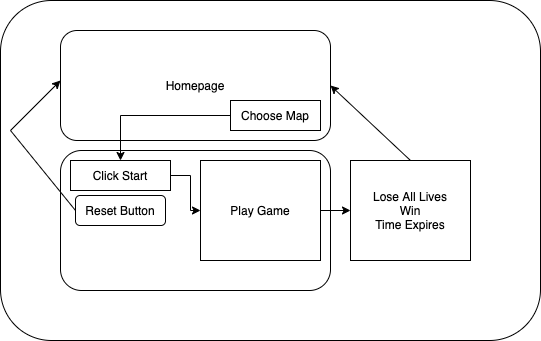 Homepage
Choose Map
Click Start
Reset Button
Play Game
Lose All Lives
Win
Time Expires